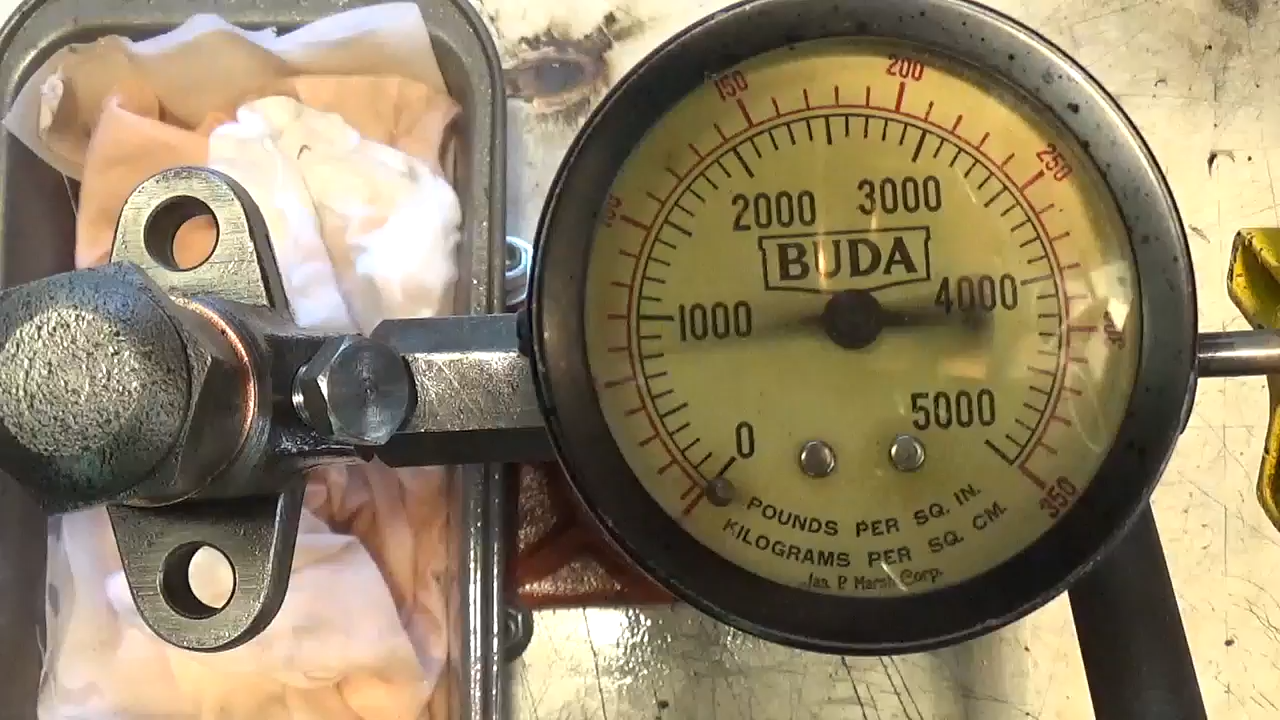 150
200
250
100
2000
3000
BUDA
1000
4000
0
5000
350
POUNDS PER SQ. IN.
KILOGRAMS PER SQ. CM.
Jas. P. Marsh Corp.